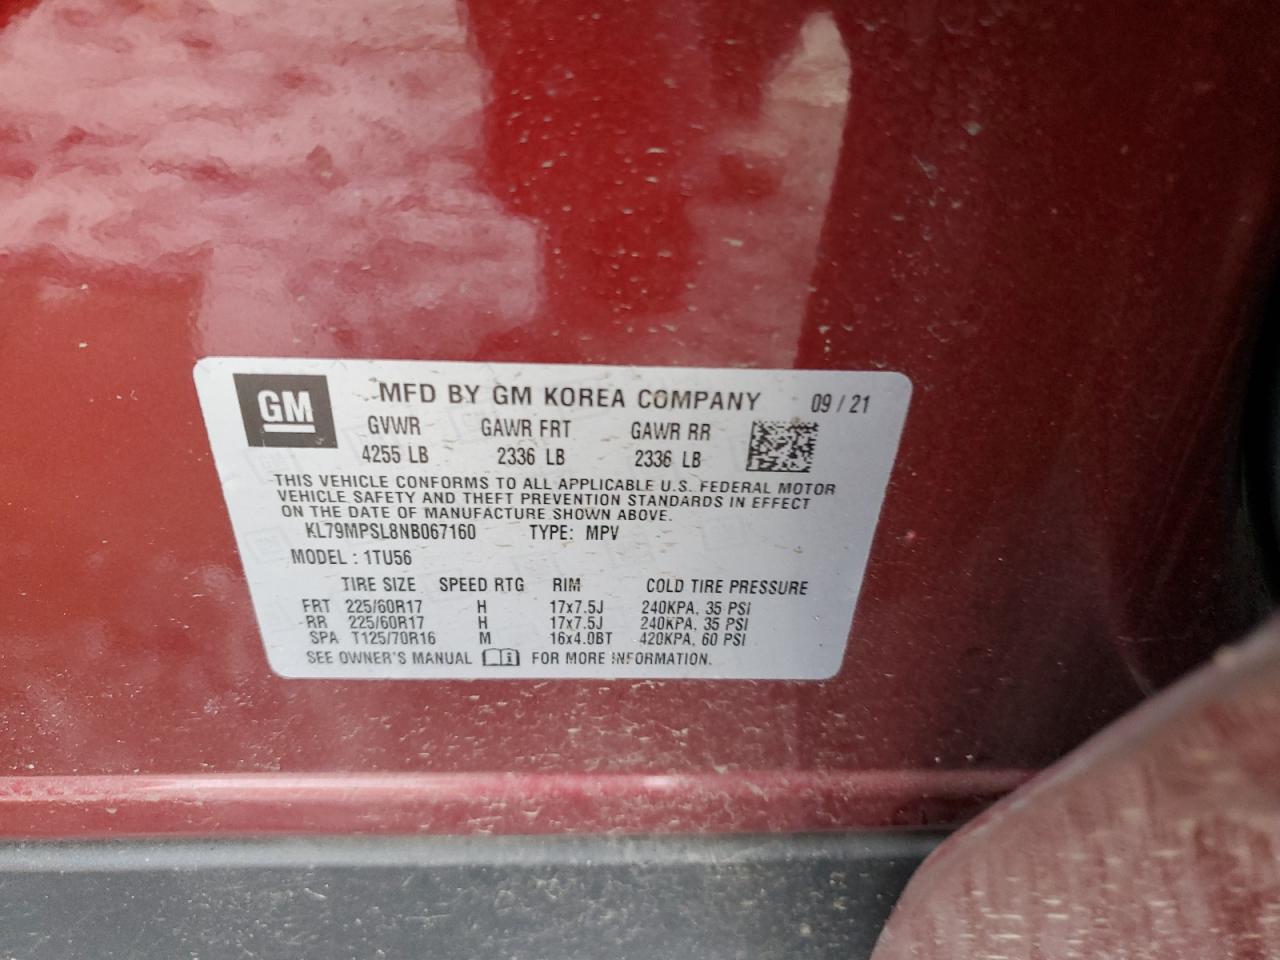 GM
MFD BY GM KOREA COMPANY 09 / 21
GVWR GAWR FRT GAWR RR
4255 LB 2336 LB 2336 LB
THIS VEHICLE CONFORMS TO ALL APPLICABLE U.S. FEDERAL MOTOR
VEHICLE SAFETY AND THEFT PREVENTION STANDARDS IN EFFECT
ON THE DATE OF MANUFACTURE SHOWN ABOVE.
KL79MPSL8NB067160 TYPE: MPV
MODEL : 1TU56
TIRE SIZE SPEED RTG RIM COLD TIRE PRESSURE
FRT 225/60R17 H 17x7.5J 240KPA, 35 PSI
RR 225/60R17 H 17x7.5J 240KPA, 35 PSI
SPA T125/70R16 M 16x4.0BT 420KPA, 60 PSI
SEE OWNER'S MANUAL FOR MORE INFORMATION.